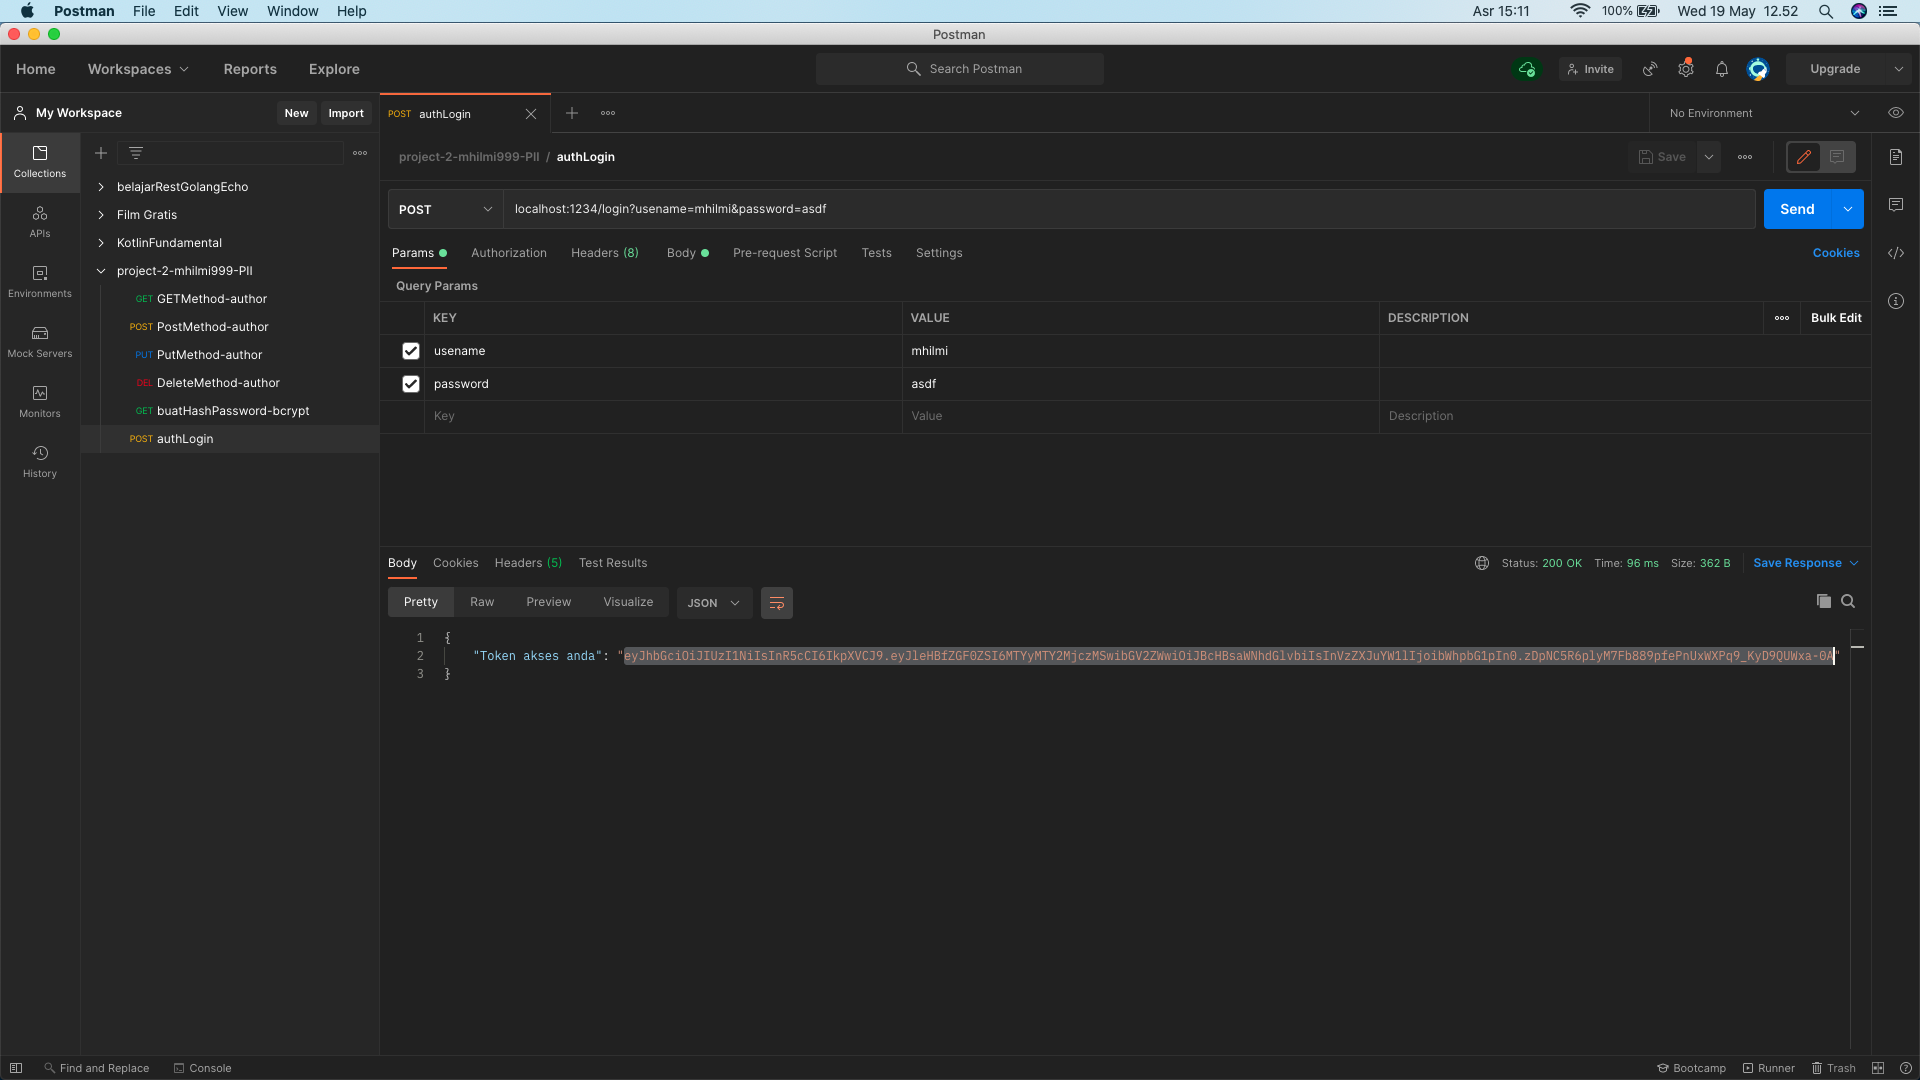 Postman File Edit View Window Help Asr 15:11 100% Wed 19 May 12.52
Postman
Home Workspaces Reports Explore Search Postman Invite Upgrade
My Workspace New Import POST authLogin No Environment
project-2-mhilmi999-PII / authLogin Save
Collections
APIs
Environments
Mock Servers
Monitors
History
belajarRestGolangEcho
Film Gratis
KotlinFundamental
project-2-mhilmi999-PII
GET GETMethod-author
POST PostMethod-author
PUT PutMethod-author
DEL DeleteMethod-author
GET buatHashPassword-bcrypt
POST authLogin
POST localhost:1234/login?usename=mhilmi&password=asdf Send
Params Authorization Headers (8) Body Pre-request Script Tests Settings Cookies
Query Params
KEY VALUE DESCRIPTION Bulk Edit
usename mhilmi
password asdf
Key Value Description
Body Cookies Headers (5) Test Results Status: 200 OK Time: 96 ms Size: 362 B Save Response
Pretty Raw Preview Visualize JSON
1 {
2 "Token akses anda": "eyJhbGciOiJIUzI1NiIsInR5cCI6IkpXVCJ9.eyJleHBfZGF0ZSI6MTYyMTY2MjczMSwibGV2ZWwiOiJBcHBsaWNhdGlvbiIsInVzZXJuYW1lIjoibWhpbG1pIn0.zDpNC5R6plyM7Fb889pfePnUxWXPq9_KyD9QUWxa-0A"
3 }
Find and Replace Console Bootcamp Runner Trash